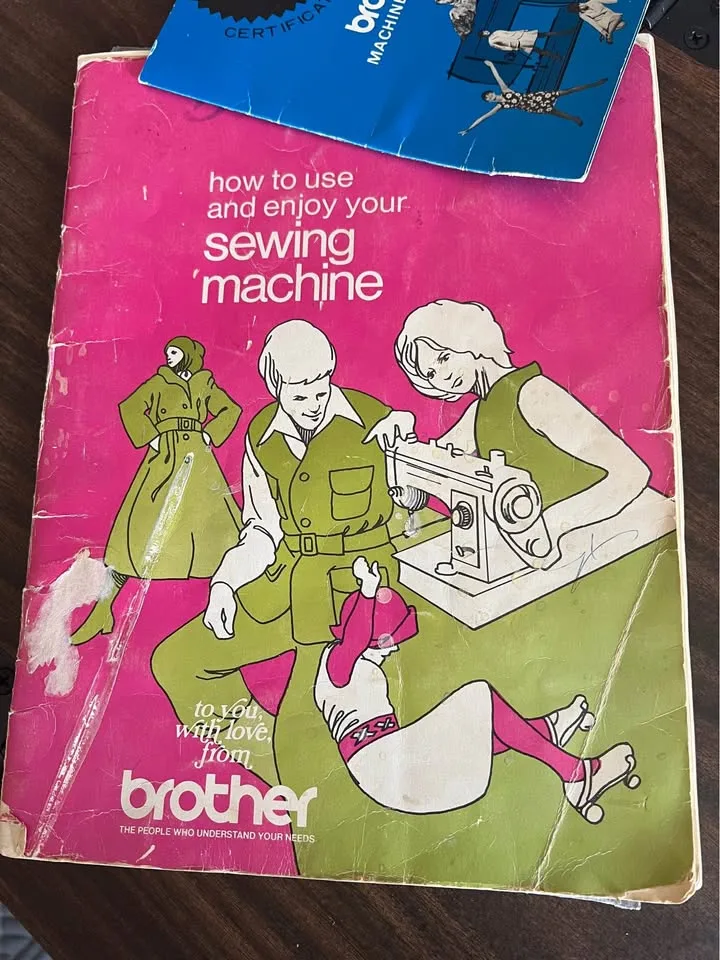 CERTIFICA
bro
MACHINE
how to use
and enjoy your
sewing
machine
to you,
with love,
from
brother
THE PEOPLE WHO UNDERSTAND YOUR NEEDS